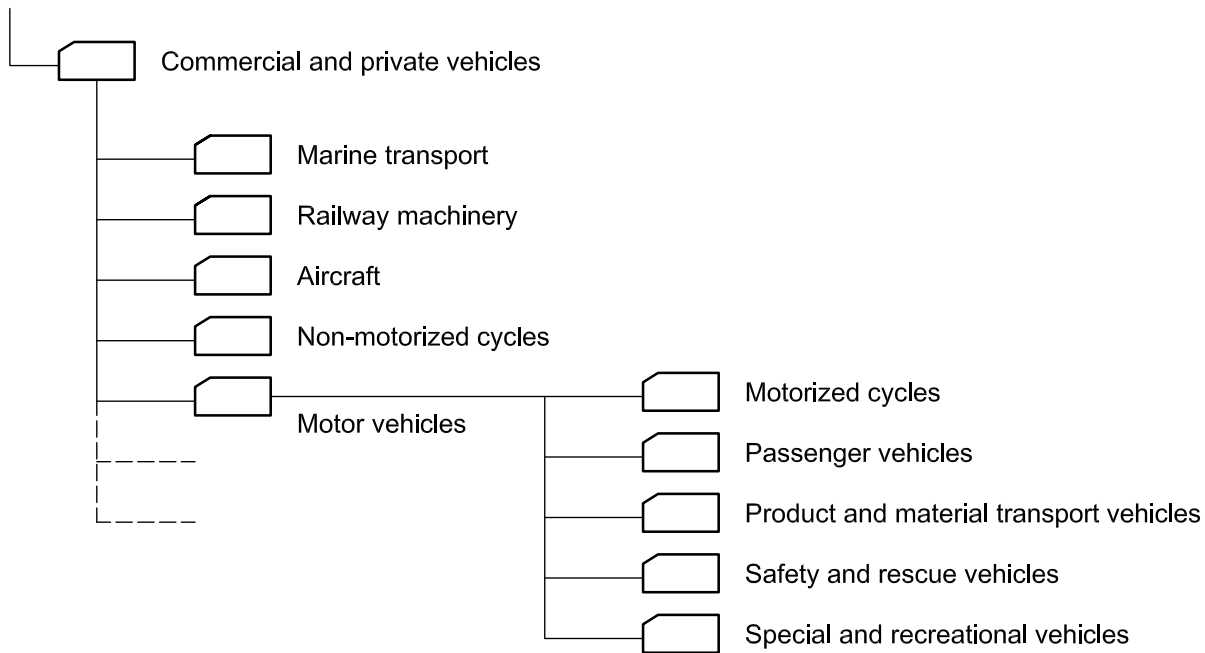 Commercial and private vehicles
Marine transport
Railway machinery
Aircraft
Non-motorized cycles
Motor vehicles
Motorized cycles
Passenger vehicles
Product and material transport vehicles
Safety and rescue vehicles
Special and recreational vehicles